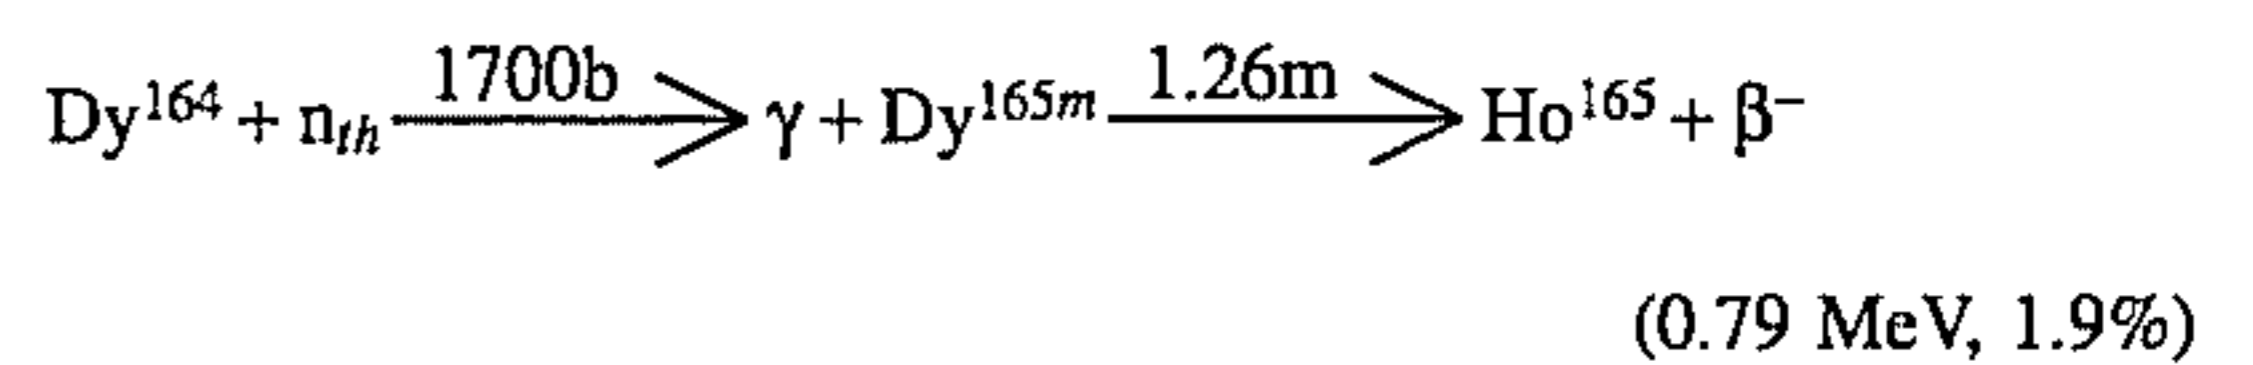 Dy¹⁶⁴ + nₜₕ —1700b→ γ + Dy¹⁶⁵ᵐ —1.26m→ Ho¹⁶⁵ + β⁻
(0.79 MeV, 1.9%)